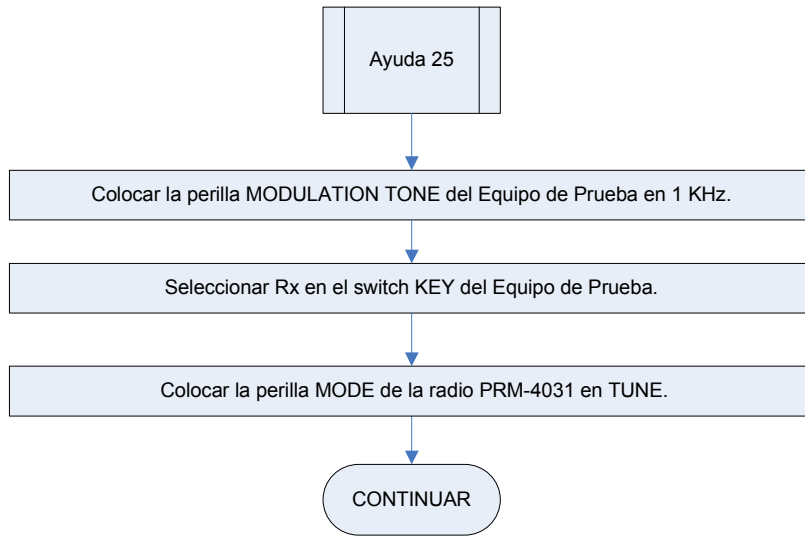 Ayuda 25
Colocar la perilla MODULATION TONE del Equipo de Prueba en 1 KHz.
Seleccionar Rx en el switch KEY del Equipo de Prueba.
Colocar la perilla MODE de la radio PRM-4031 en TUNE.
CONTINUAR